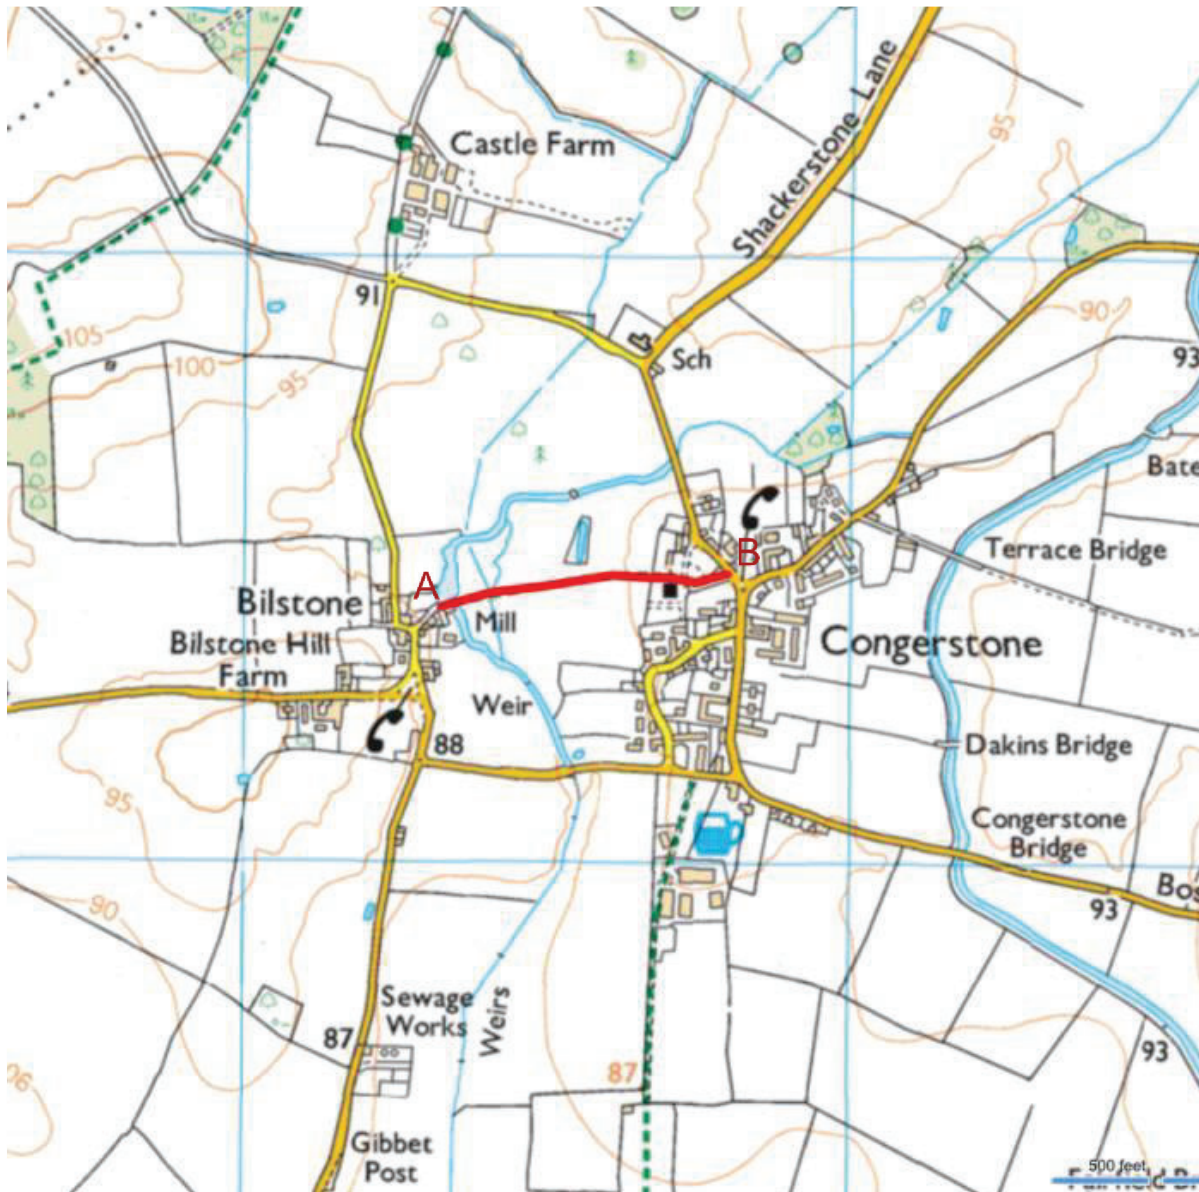 Castle Farm
Shackerstone Lane
95
91
105
100
95
90
93
Sch
Bate
B
Terrace Bridge
A
Bilstone
Mill
Bilstone Hill
Farm
Congerstone
Weir
88
Dakins Bridge
95
Congerstone
Bridge
90
93
Sewage
Works
Weirs
87
87
93
Gibbet
Post
500 feet